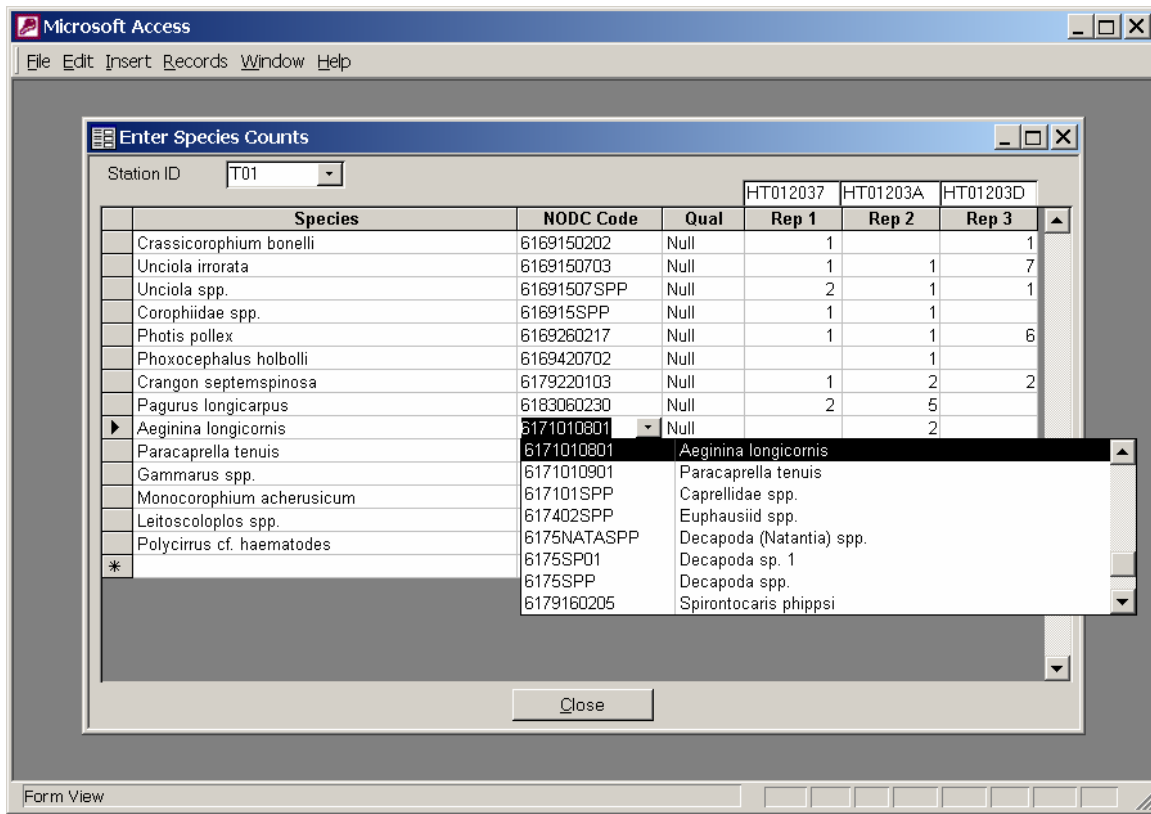 Microsoft Access
File Edit Insert Records Window Help
Enter Species Counts
Station ID T01
HT012037 HT01203A HT01203D
Species NODC Code Qual Rep 1 Rep 2 Rep 3
Crassicorophium bonelli 6169150202 Null 1 1
Unciola irrorata 6169150703 Null 1 1 7
Unciola spp. 61691507SPP Null 2 1 1
Corophiidae spp. 616915SPP Null 1 1
Photis pollex 6169260217 Null 1 1 6
Phoxocephalus holbolli 6169420702 Null 1
Crangon septemspinosa 6179220103 Null 1 2 2
Pagurus longicarpus 6183060230 Null 2 5
Aeginina longicornis 6171010801 Null 2
Paracaprella tenuis 6171010801 Aeginina longicornis
Gammarus spp. 6171010901 Paracaprella tenuis
Monocorophium acherusicum 617101SPP Caprellidae spp.
Leitoscoloplos spp. 617402SPP Euphausiid spp.
Polycirrus cf. haematodes 6175NATASPP Decapoda (Natantia) spp.
6175SP01 Decapoda sp. 1
6175SPP Decapoda spp.
6179160205 Spirontocaris phippsi
Close
Form View